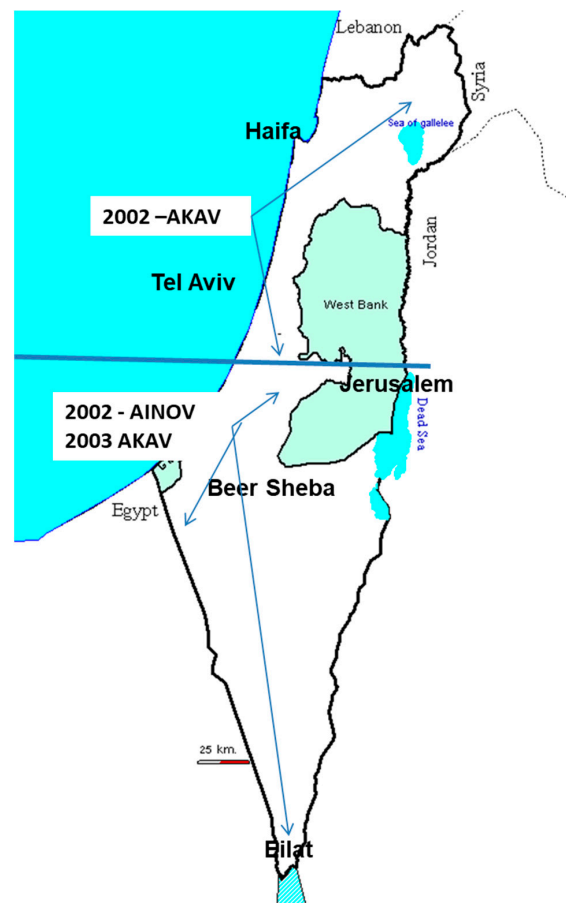 Lebanon
Syria
Sea of gallelee
Haifa
2002 –AKAV
Jordan
Tel Aviv
West Bank
Jerusalem
2002 - AINOV
2003 AKAV
Dead Sea
Beer Sheba
Egypt
25 km.
Eilat